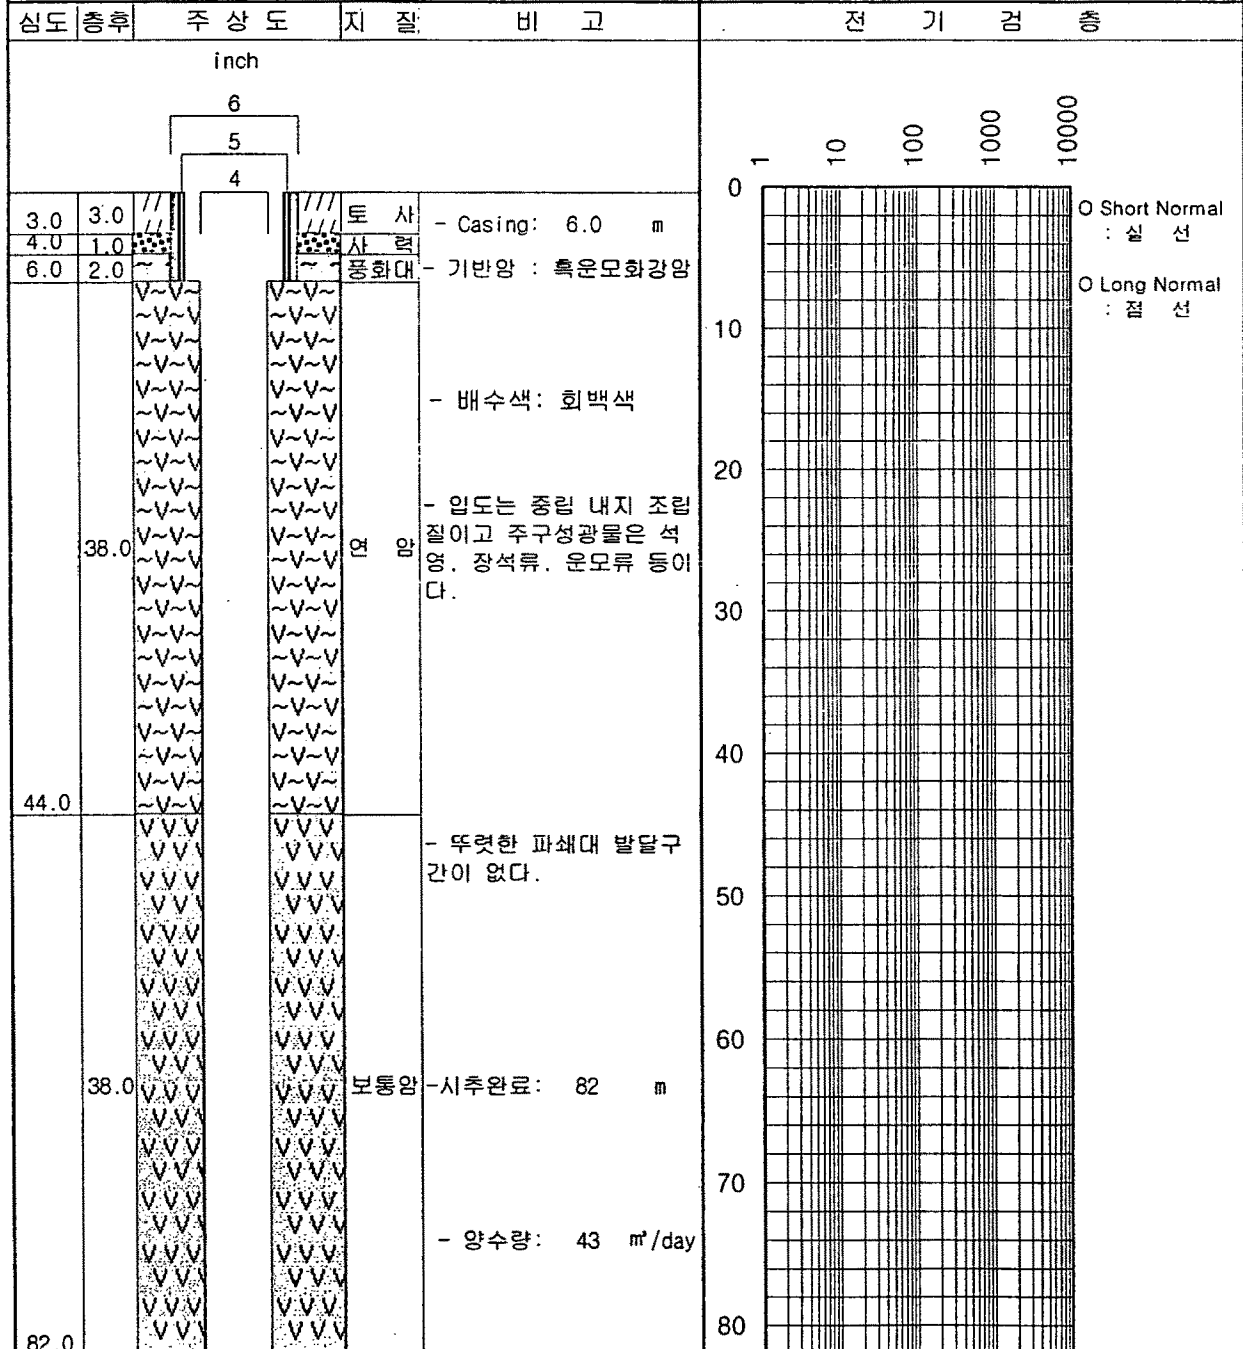 심도 층후 주 상 도 지 질 비 고 전 기 검 층
inch
6
5
4
1 10 100 1000 10000
0
3.0 3.0 토 사 - Casing: 6.0 m
4.0 1.0 사 력
6.0 2.0 풍화대 - 기반암 : 흑운모화강암
O Short Normal
: 실 선
O Long Normal
: 점 선
10
- 배수색: 회백색
20
- 입도는 중립 내지 조립
질이고 주구성광물은 석
영, 장석류, 운모류 등이
다.
38.0 연 암
30
40
44.0
- 뚜렷한 파쇄대 발달구
간이 없다.
50
60
38.0 보통암 -시추완료: 82 m
70
- 양수량: 43 ㎥/day
80
82.0